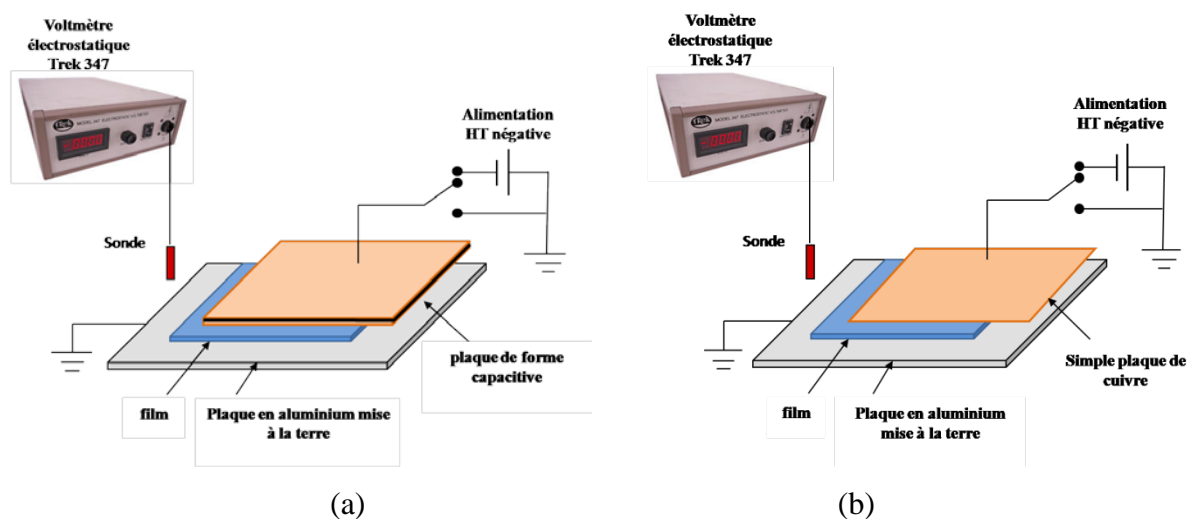 Voltmètre
électrostatique
Trek 347
Alimentation
HT négative
Sonde
plaque de forme
capacitive
film
Plaque en aluminium mise
à la terre
(a)
Voltmètre
électrostatique
Trek 347
Alimentation
HT négative
Sonde
Simple plaque de
cuivre
film
Plaque en aluminium
mise à la terre
(b)